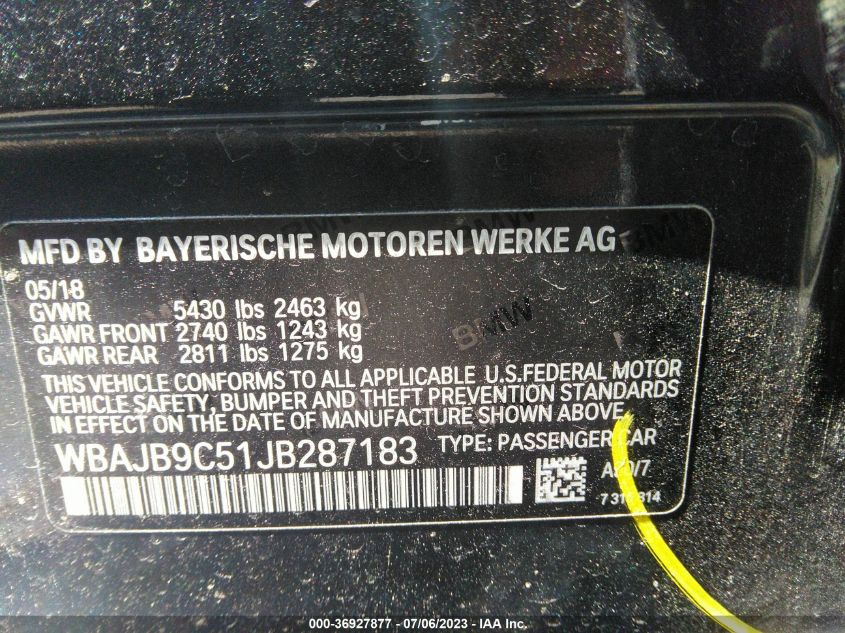 MFD BY BAYERISCHE MOTOREN WERKE AG
05/18
GVWR 5430 lbs 2463 kg
GAWR FRONT 2740 lbs 1243 kg
GAWR REAR 2811 lbs 1275 kg
THIS VEHICLE CONFORMS TO ALL APPLICABLE U.S.FEDERAL MOTOR
VEHICLE SAFETY, BUMPER AND THEFT PREVENTION STANDARDS
IN EFFECT ON THE DATE OF MANUFACTURE SHOWN ABOVE.
WBAJB9C51JB287183 TYPE: PASSENGER CAR
000-36927877 - 07/06/2023 - IAA Inc.